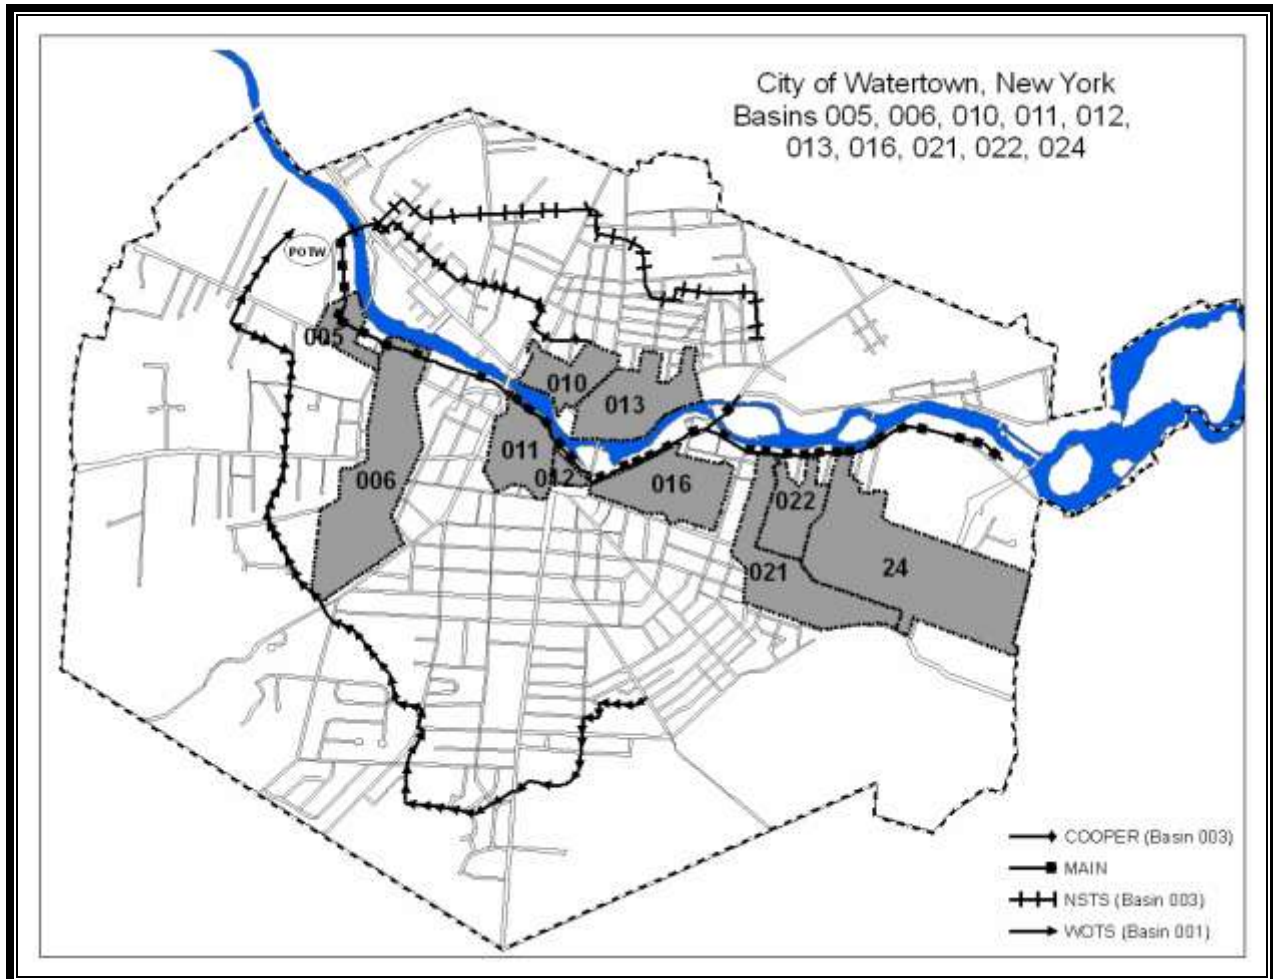 City of Watertown, New York
Basins 005, 006, 010, 011, 012,
013, 016, 021, 022, 024
POTW
005
010
013
011
012
016
006
022
021
24
COOPER (Basin 003)
MAIN
NSTS (Basin 003)
WOTS (Basin 001)